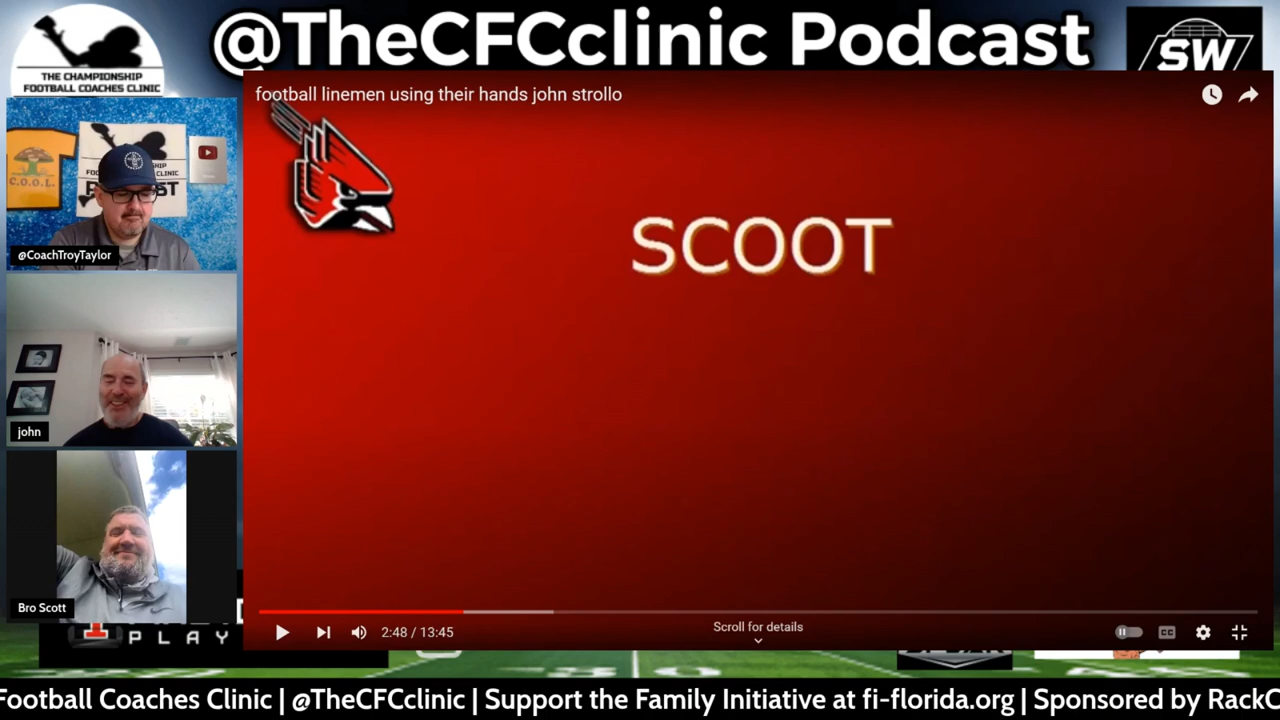 @TheCFCclinic Podcast
THE CHAMPIONSHIP
FOOTBALL COACHES CLINIC
SW
football linemen using their hands john strollo
SCOOT
C.O.O.L.
@CoachTroyTaylor
john
Bro Scott
PLAY
2:48 / 13:45
Scroll for details
CC
Football Coaches Clinic | @TheCFCclinic | Support the Family Initiative at fi-florida.org | Sponsored by RackC